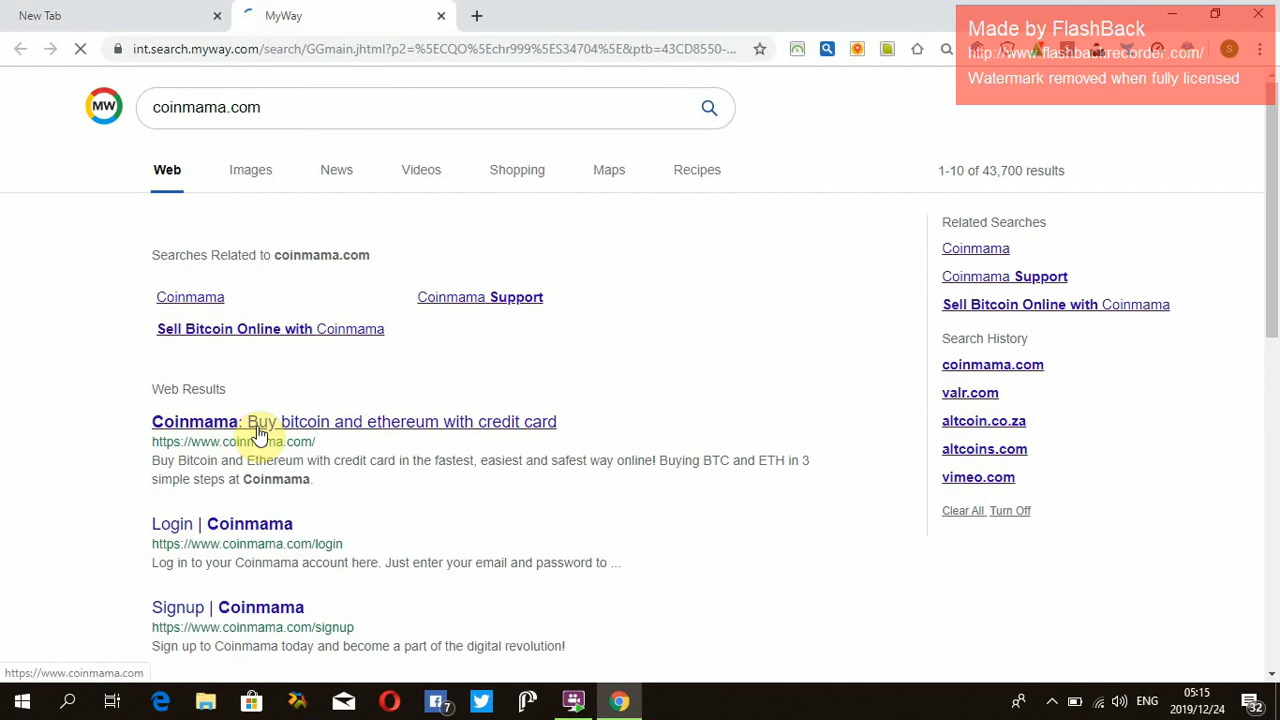 New Tab
MyWay
int.search.myway.com/search/GGmain.jhtml?p2=%5ECQO%5Echr999%5ES34704%5E&ptb=43CD8550-...
Made by FlashBack
http://www.flashbackrecorder.com/
Watermark removed when fully licensed
S
MW
coinmama.com
Web
Images
News
Videos
Shopping
Maps
Recipes
1-10 of 43,700 results
Searches Related to coinmama.com
Coinmama
Coinmama Support
Sell Bitcoin Online with Coinmama
Web Results
Coinmama: Buy bitcoin and ethereum with credit card
https://www.coinmama.com/
Buy Bitcoin and Ethereum with credit card in the fastest, easiest and safest way online! Buying BTC and ETH in 3
simple steps at Coinmama.
Login | Coinmama
https://www.coinmama.com/login
Log in to your Coinmama account here. Just enter your email and password to ...
Signup | Coinmama
https://www.coinmama.com/signup
Sign up to Coinmama today and become a part of the digital revolution!
Related Searches
Coinmama
Coinmama Support
Sell Bitcoin Online with Coinmama
Search History
coinmama.com
valr.com
altcoin.co.za
altcoins.com
vimeo.com
Clear All Turn Off
https://www.coinmama.com
7
ENG
05:15
2019/12/24
32